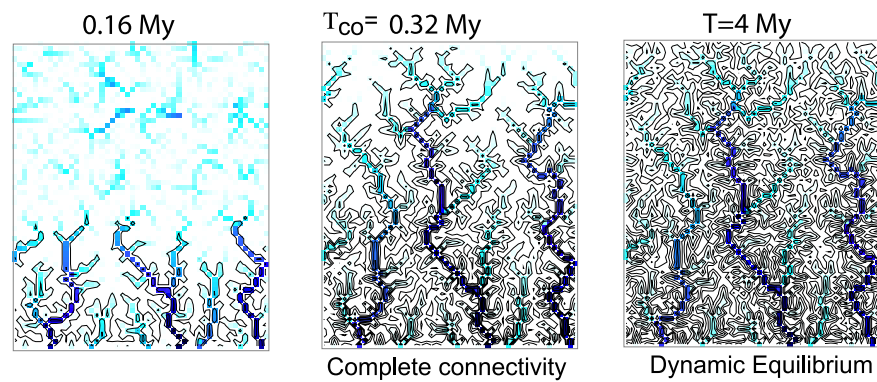 0.16 My
Tco= 0.32 My
T=4 My
Complete connectivity
Dynamic Equilibrium